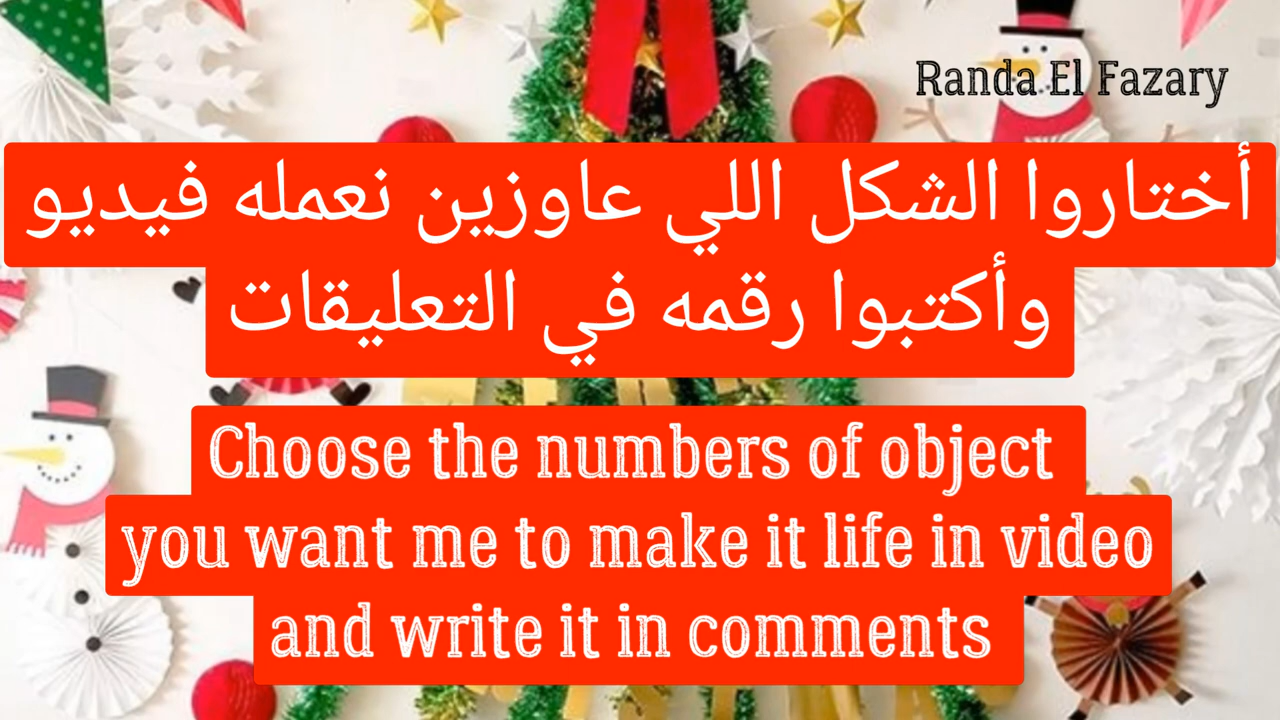 Randa El Fazary
أختاروا الشكل اللي عاوزين نعمله فيديو
وأكتبوا رقمه في التعليقات
Choose the numbers of object
you want me to make it life in video
and write it in comments